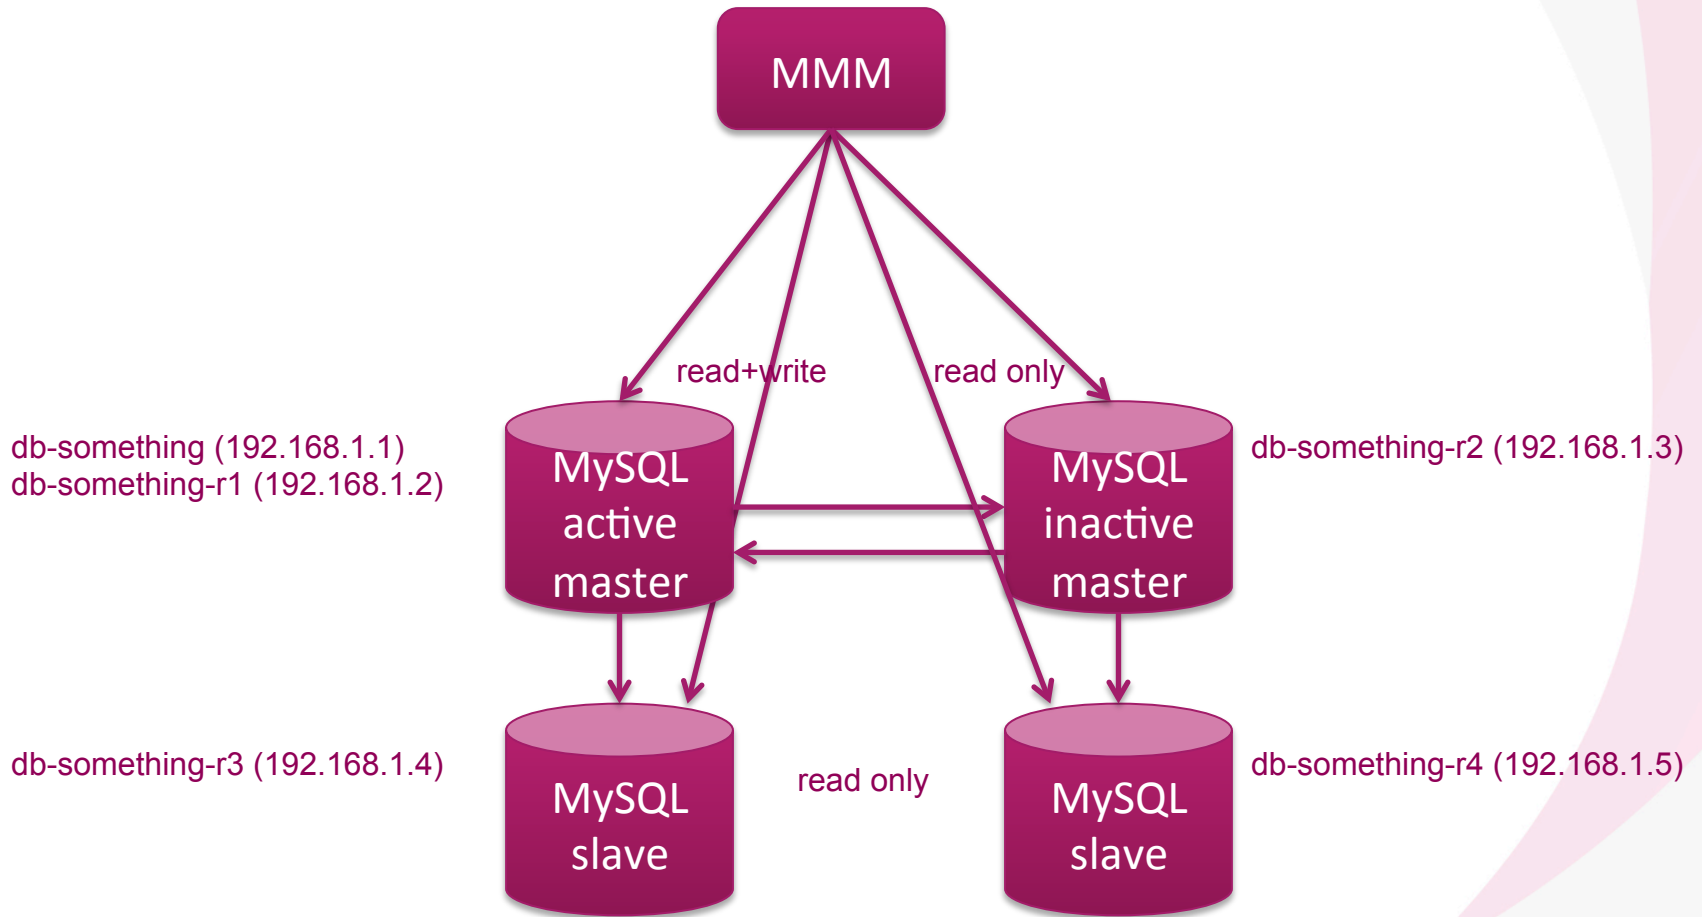 MMM
read+write
read only
db-something (192.168.1.1)
db-something-r1 (192.168.1.2)
MySQL
active
master
MySQL
inactive
master
db-something-r2 (192.168.1.3)
db-something-r3 (192.168.1.4)
MySQL
slave
read only
MySQL
slave
db-something-r4 (192.168.1.5)